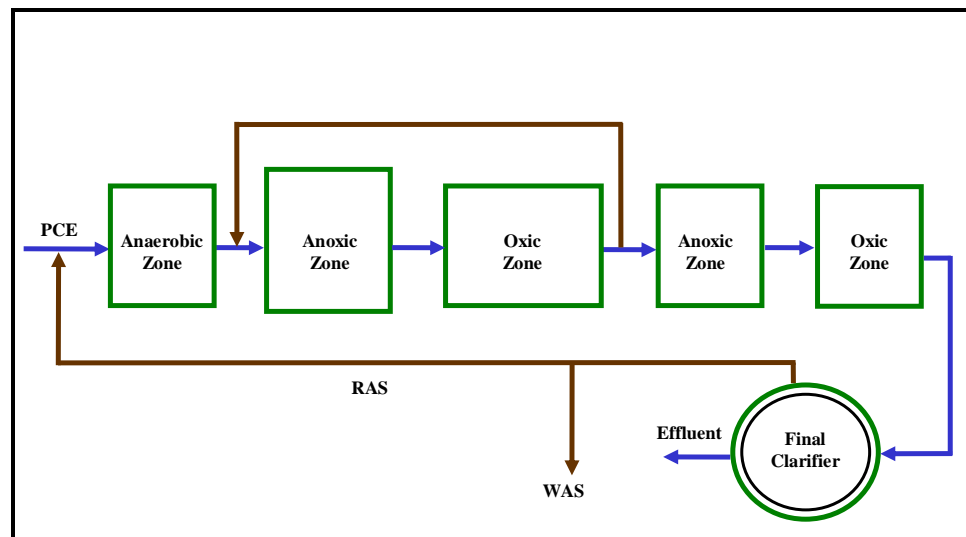 PCE
Anaerobic
Zone
Anoxic
Zone
Oxic
Zone
Anoxic
Zone
Oxic
Zone
RAS
WAS
Effluent
Final
Clarifier